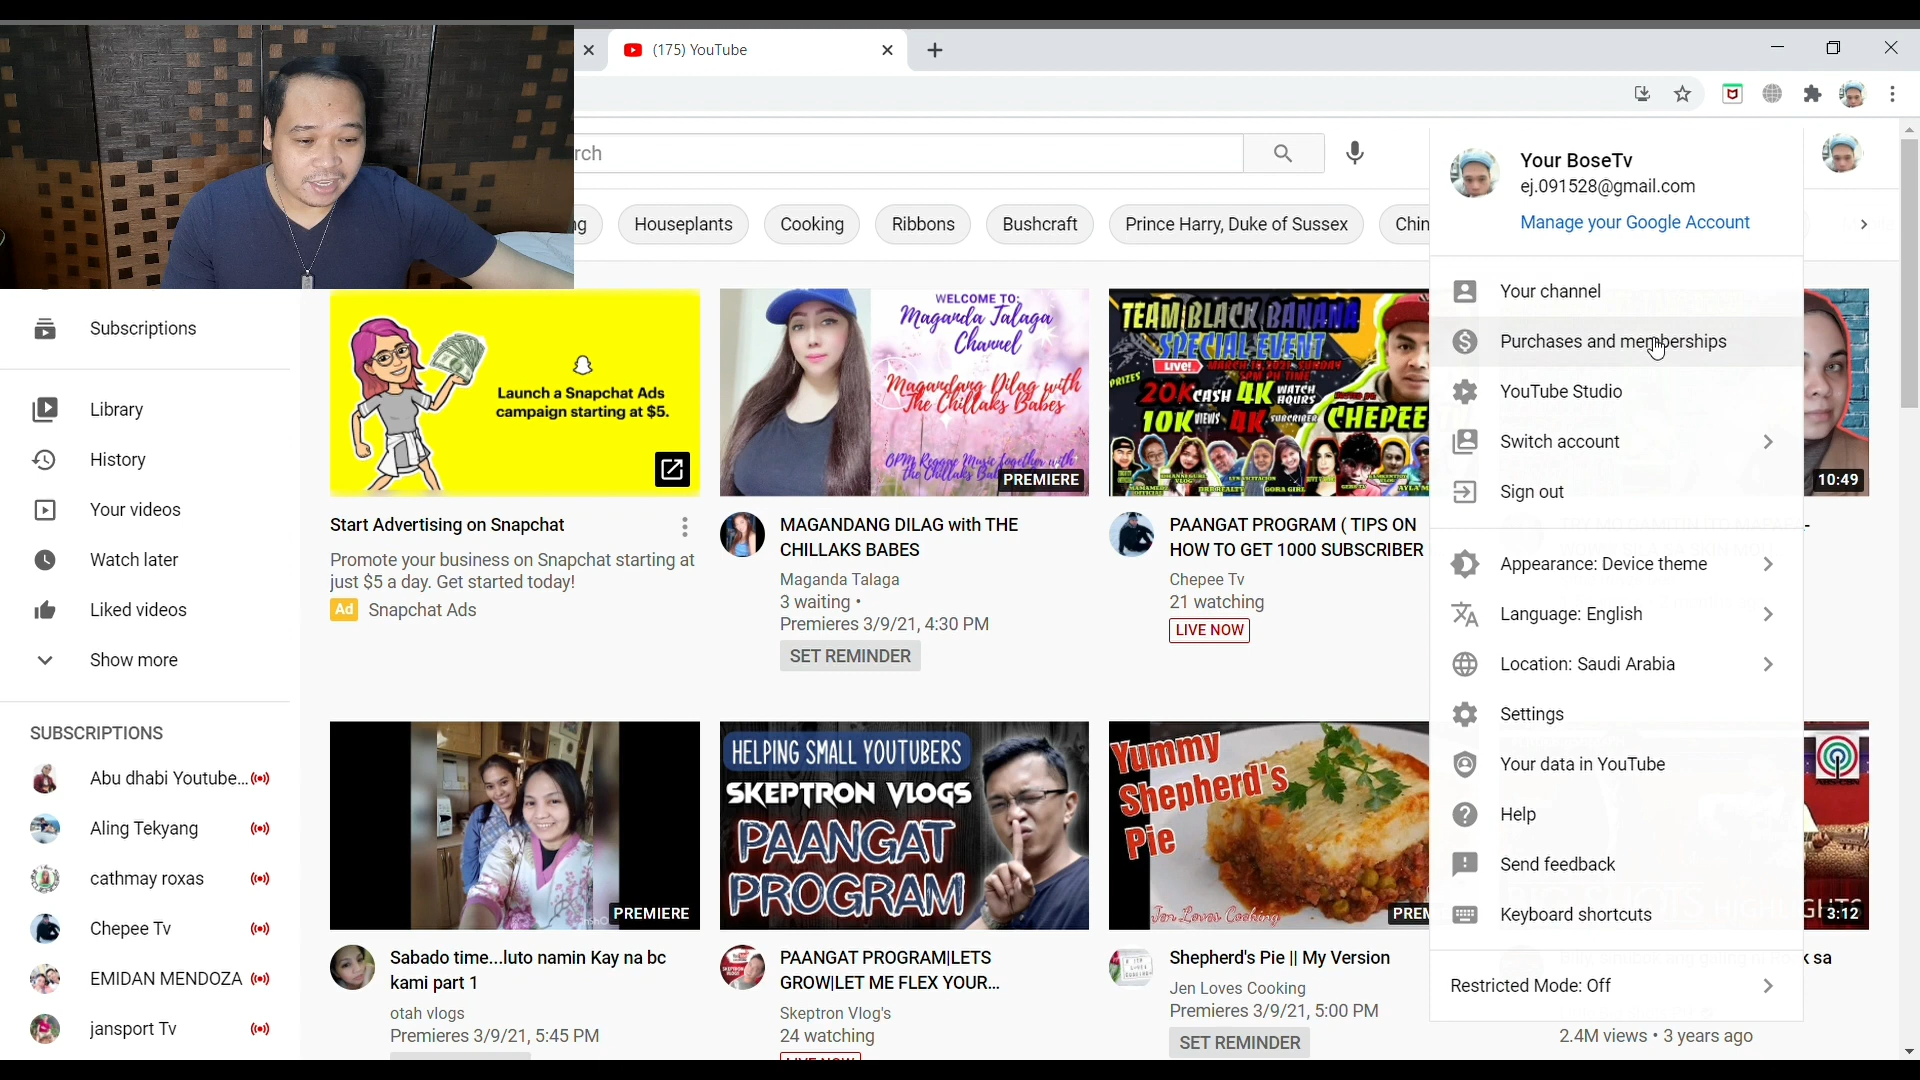 (175) YouTube
rch
Your BoseTv
ej.091528@gmail.com
Manage your Google Account
Houseplants
Cooking
Ribbons
Bushcraft
Prince Harry, Duke of Sussex
Chin
Your channel
Purchases and memberships
YouTube Studio
Switch account
Sign out
Appearance: Device theme
Language: English
Location: Saudi Arabia
Settings
Your data in YouTube
Help
Send feedback
Keyboard shortcuts
Restricted Mode: Off
Subscriptions
Library
History
Your videos
Watch later
Liked videos
Show more
SUBSCRIPTIONS
Abu dhabi Youtube...
Aling Tekyang
cathmay roxas
Chepee Tv
EMIDAN MENDOZA
jansport Tv
Launch a Snapchat Ads
campaign starting at $5.
Start Advertising on Snapchat
Promote your business on Snapchat starting at
just $5 a day. Get started today!
Ad Snapchat Ads
WELCOME TO:
Maganda Talaga
Channel
Magandang Dilag with
The Chillaks Babes
OPM Reggae Music together with
PREMIERE
MAGANDANG DILAG with THE
CHILLAKS BABES
Maganda Talaga
3 waiting •
Premieres 3/9/21, 4:30 PM
SET REMINDER
TEAM BLACK BANANA
SPECIAL EVENT
LIVE!
PRIZES
20K CASH 4K WATCH HOURS
10K VIEWS 4K SUBSCRIBER
CHEPEE
PAANGAT PROGRAM ( TIPS ON
HOW TO GET 1000 SUBSCRIBER
Chepee Tv
21 watching
LIVE NOW
10:49
PREMIERE
Sabado time...luto namin Kay na bc
kami part 1
otah vlogs
Premieres 3/9/21, 5:45 PM
HELPING SMALL YOUTUBERS
SKEPTRON VLOGS
PAANGAT
PROGRAM
PAANGAT PROGRAM|LETS
GROW|LET ME FLEX YOUR...
Skeptron Vlog's
24 watching
LIVE NOW
Yummy
Shepherd's
Pie
Jen Loves Cooking
PREM
Shepherd's Pie || My Version
Jen Loves Cooking
Premieres 3/9/21, 5:00 PM
SET REMINDER
3:12
k sa
2.4M views • 3 years ago